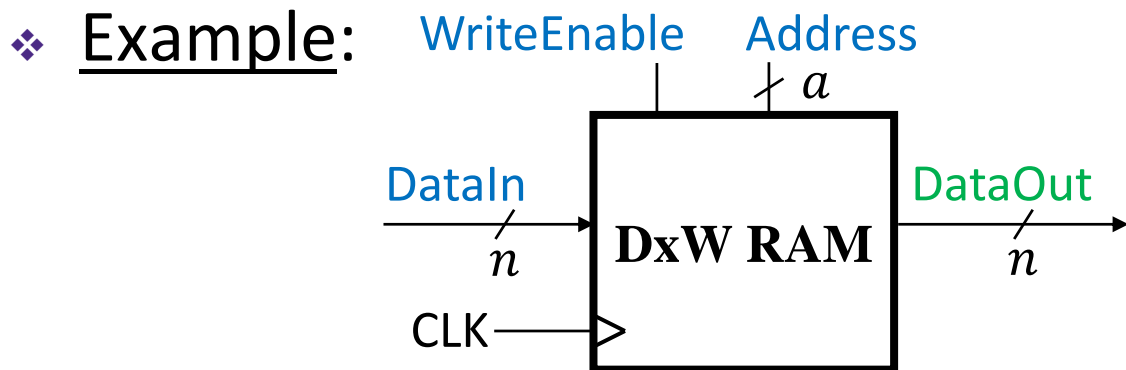 ❖ Example:
WriteEnable Address
a
DataIn
DataOut
DxW RAM
n
n
CLK